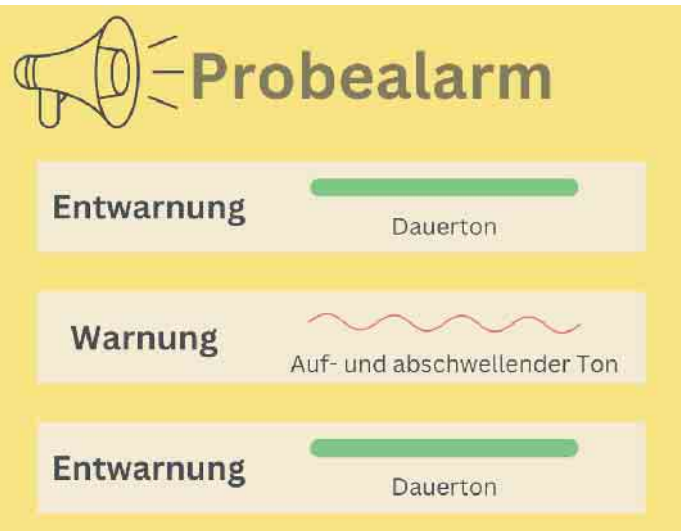 Probealarm
Entwarnung
Dauerton
Warnung
Auf- und abschwellender Ton
Entwarnung
Dauerton